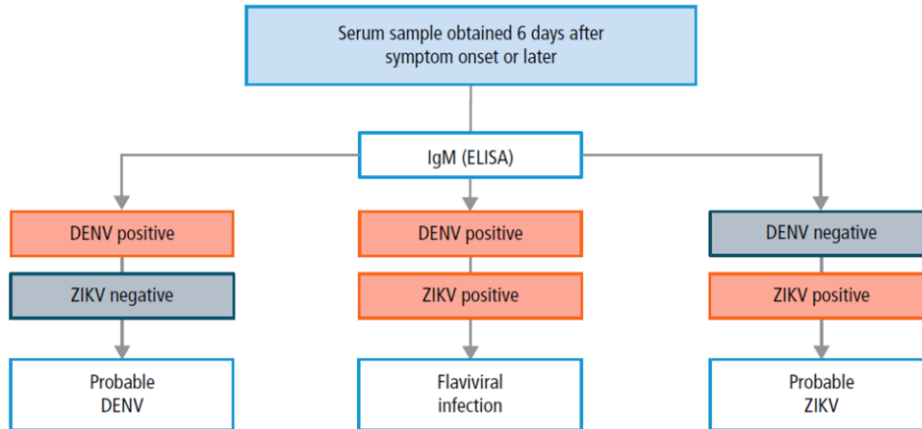 Serum sample obtained 6 days after
symptom onset or later
IgM (ELISA)
DENV positive
DENV positive
DENV negative
ZIKV negative
ZIKV positive
ZIKV positive
Probable
DENV
Flaviviral
infection
Probable
ZIKV